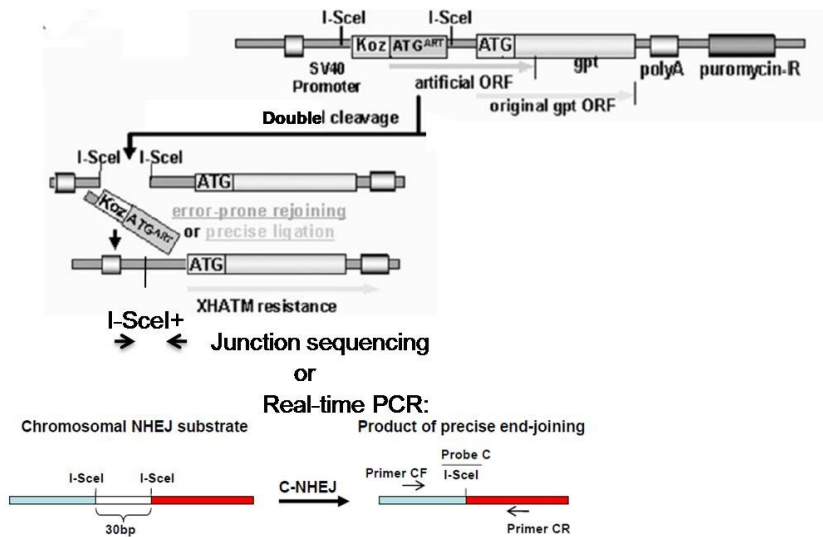 I-SceI I-SceI
Koz ATGART ATG
SV40 Promoter
artificial ORF
gpt
polyA
puromycin-R
original gpt ORF
Double cleavage
I-SceI I-SceI
ATG
Koz ATGART
error-prone rejoining
or precise ligation
ATG
XHATM resistance
I-SceI+
Junction sequencing
or
Real-time PCR:
Chromosomal NHEJ substrate
Product of precise end-joining
I-SceI I-SceI
30bp
C-NHEJ
Primer CF
Probe C
I-SceI
Primer CR